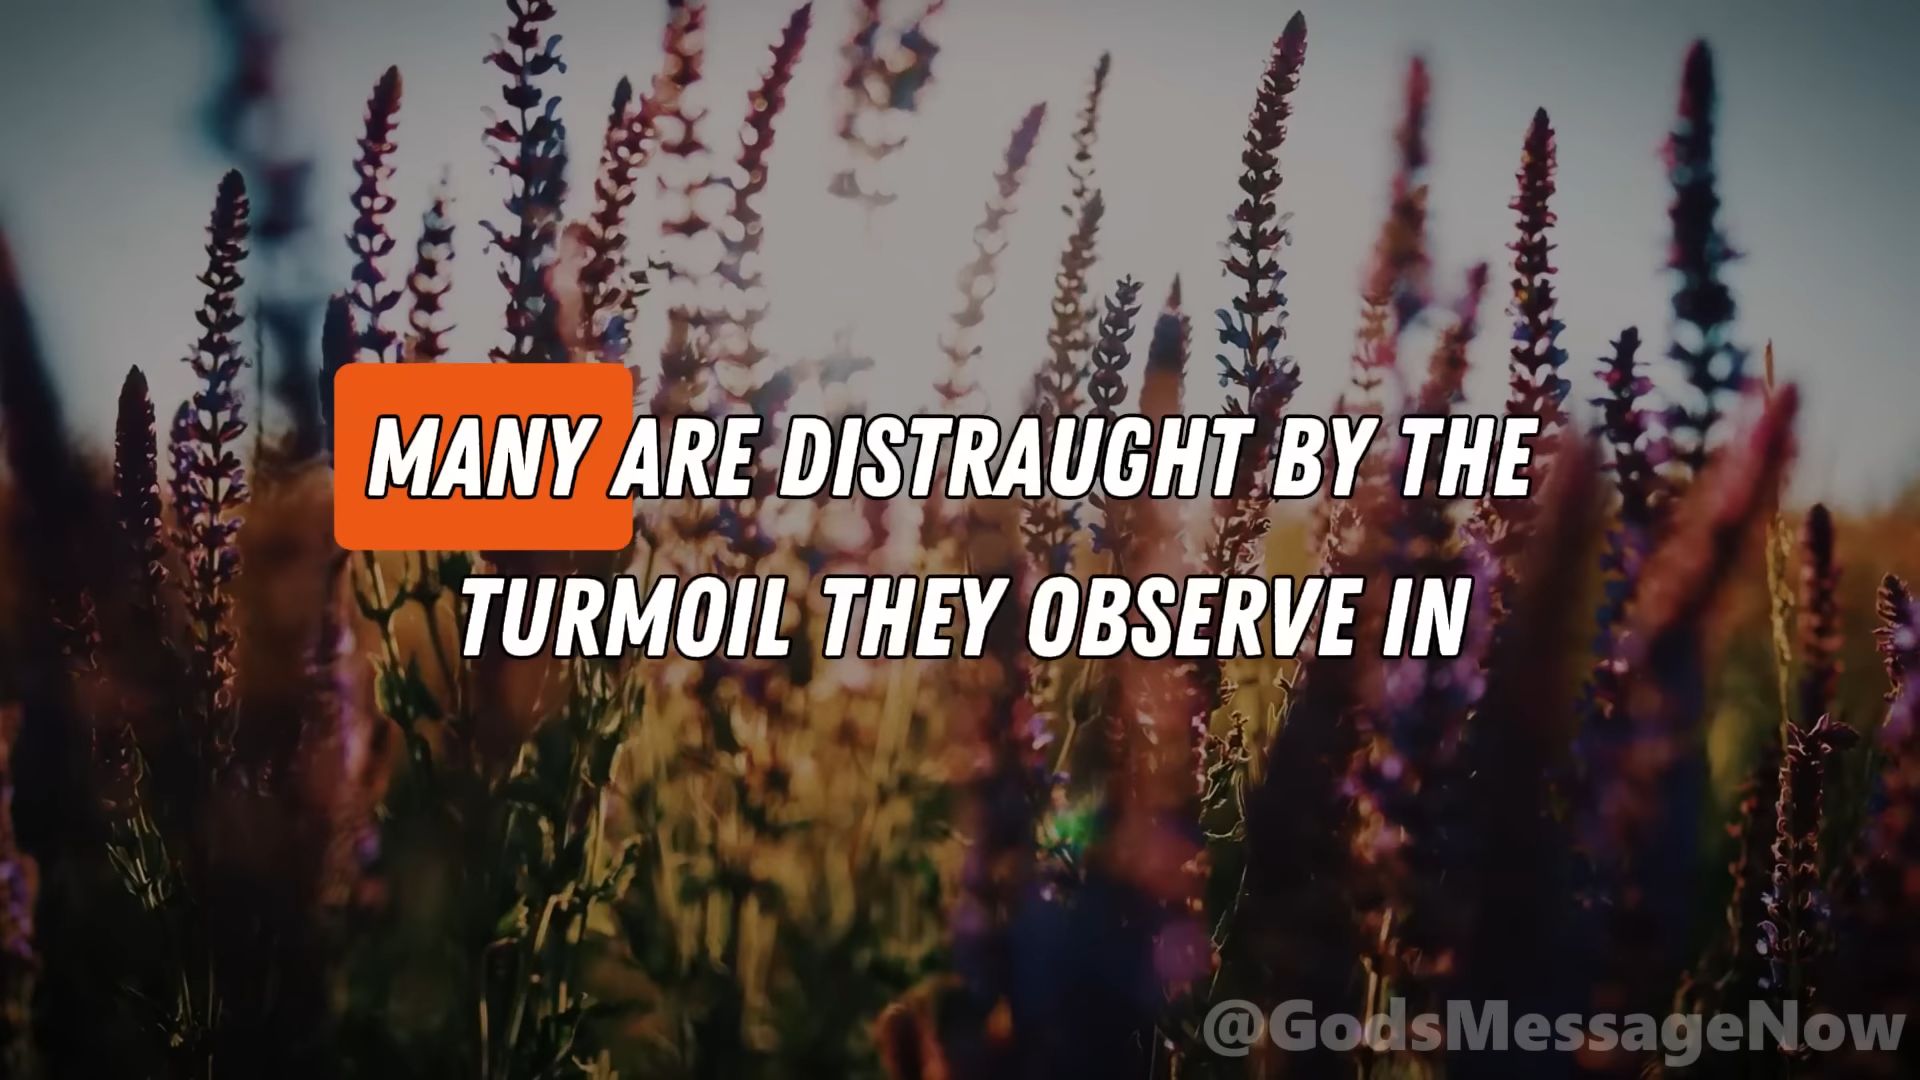 MANY ARE DISTRAUGHT BY THE
TURMOIL THEY OBSERVE IN
@GodsMessageNow